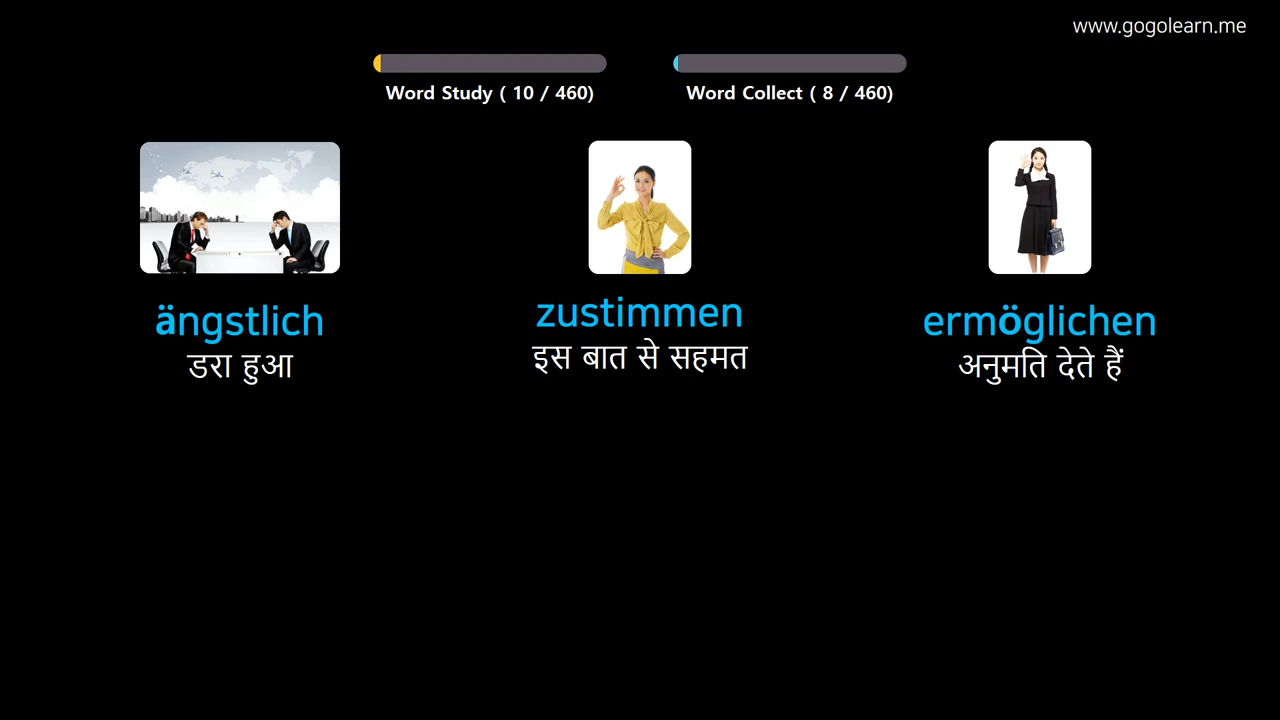 www.gogolearn.me
Word Study ( 10 / 460)
Word Collect ( 8 / 460)
ängstlich
डरा हुआ
zustimmen
इस बात से सहमत
ermöglichen
अनुमति देते हैं